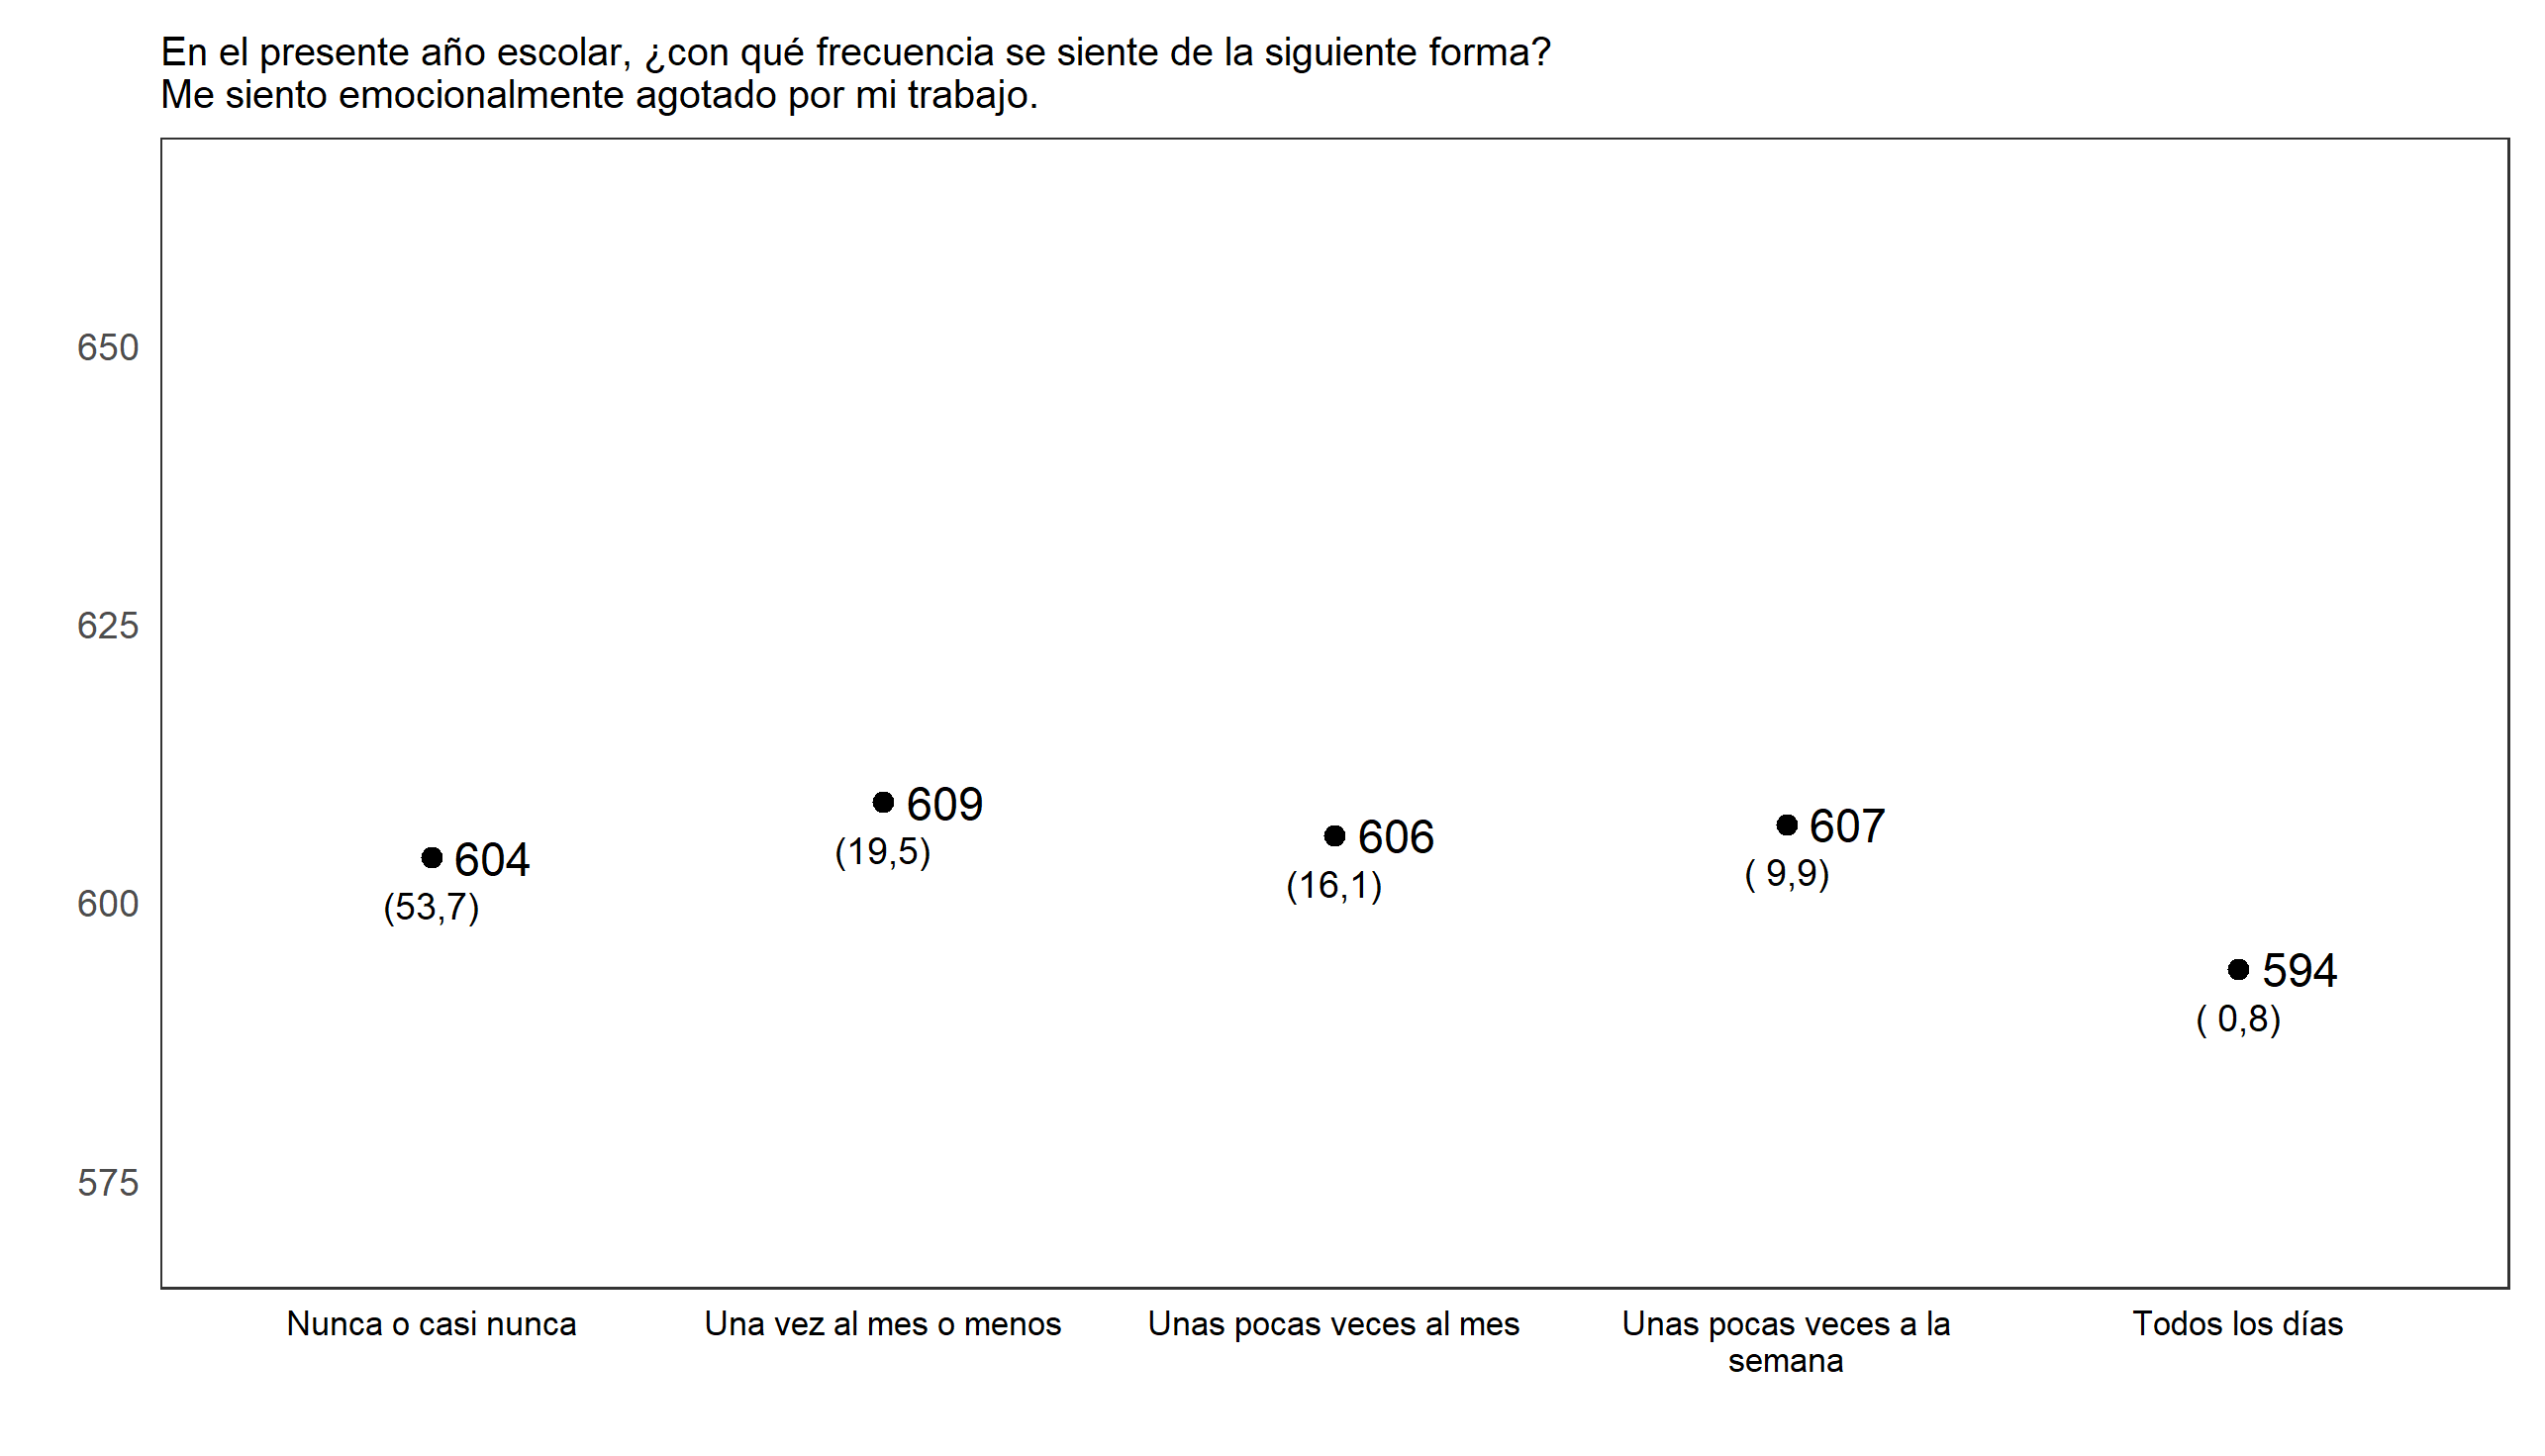 En el presente año escolar, ¿con qué frecuencia se siente de la siguiente forma?
Me siento emocionalmente agotado por mi trabajo.
650
625
600
575
604
(53,7)
609
(19,5)
606
(16,1)
607
( 9,9)
594
( 0,8)
Nunca o casi nunca
Una vez al mes o menos
Unas pocas veces al mes
Unas pocas veces a la
semana
Todos los días